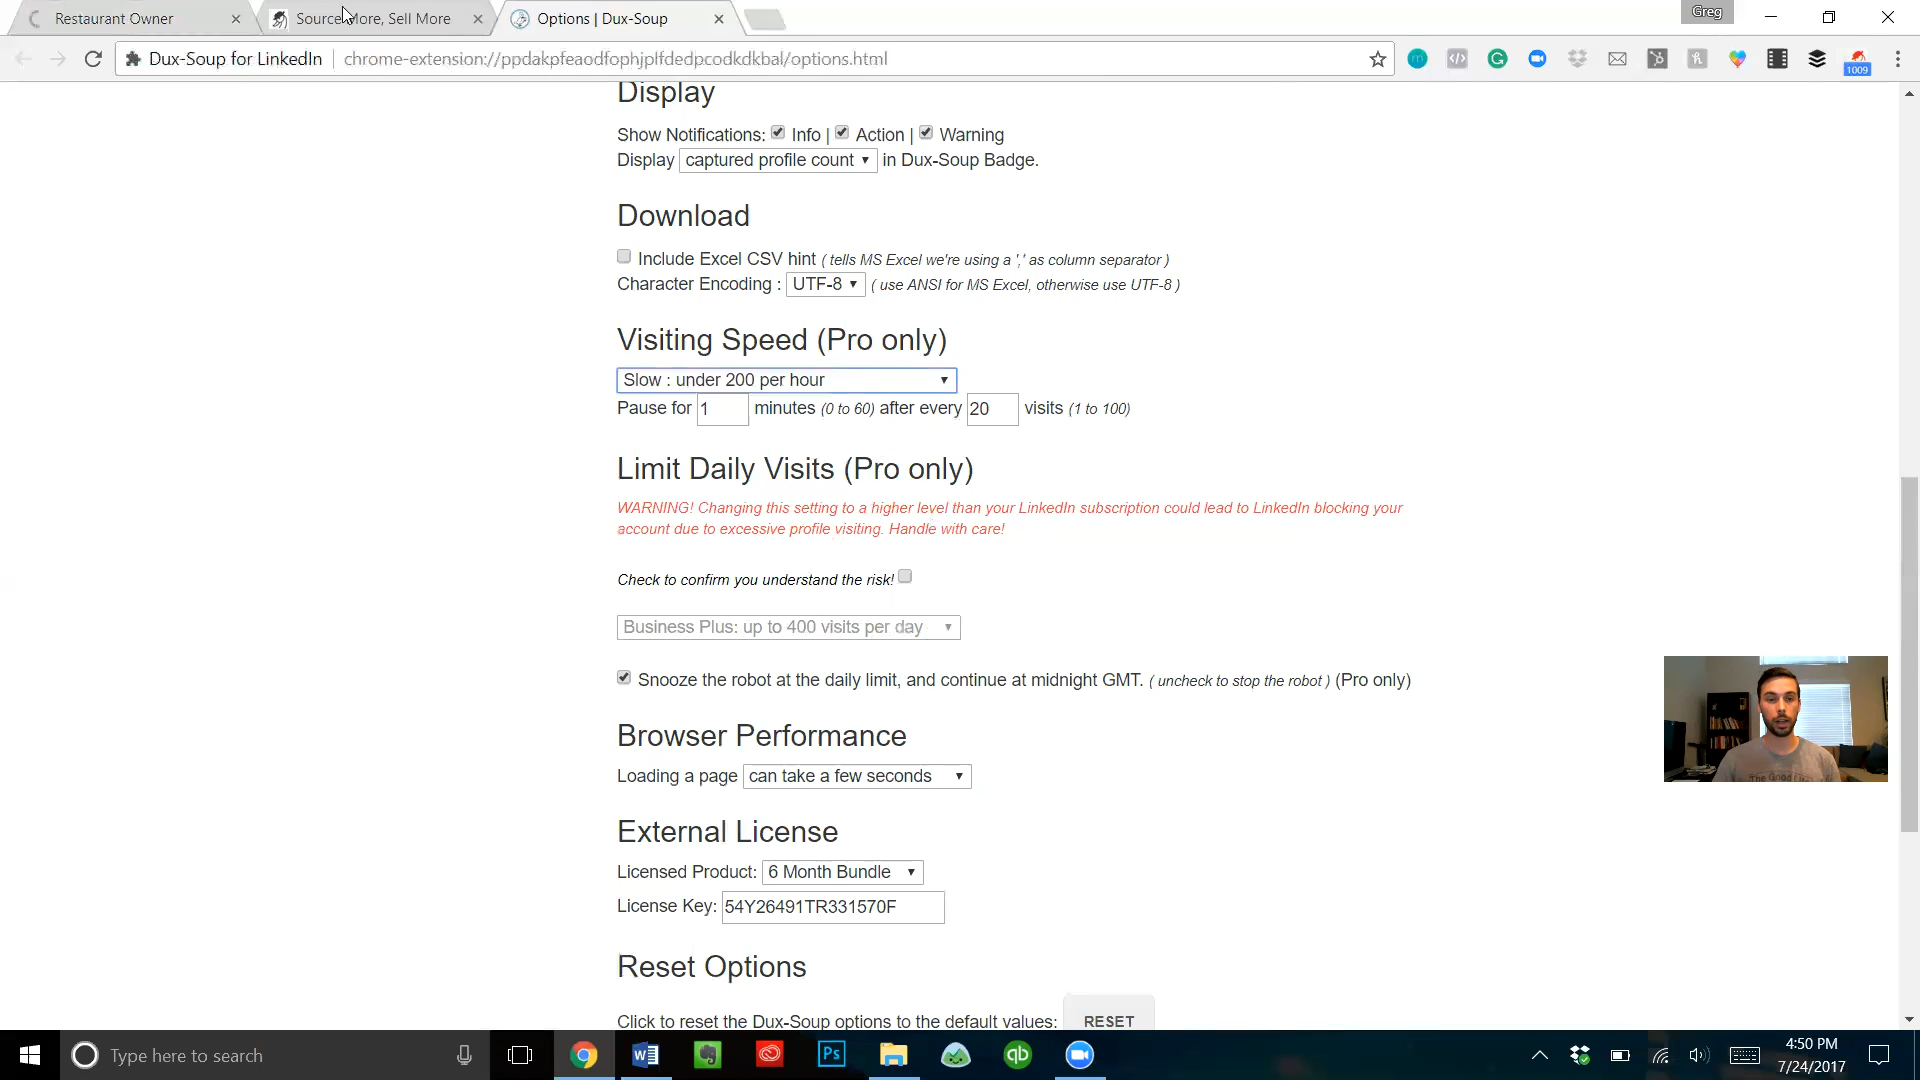 Restaurant Owner
Source More, Sell More
Options | Dux-Soup
Greg
Dux-Soup for LinkedIn
chrome-extension://ppdakpfeaodfophjplfdedpcodkdkbal/options.html
1009
Display
Show Notifications: Info | Action | Warning
Display captured profile count in Dux-Soup Badge.
Download
Include Excel CSV hint ( tells MS Excel we're using a ',' as column separator )
Character Encoding : UTF-8 ( use ANSI for MS Excel, otherwise use UTF-8 )
Visiting Speed (Pro only)
Slow : under 200 per hour
Pause for 1 minutes (0 to 60) after every 20 visits (1 to 100)
Limit Daily Visits (Pro only)
WARNING! Changing this setting to a higher level than your LinkedIn subscription could lead to LinkedIn blocking your
account due to excessive profile visiting. Handle with care!
Check to confirm you understand the risk!
Business Plus: up to 400 visits per day
Snooze the robot at the daily limit, and continue at midnight GMT. ( uncheck to stop the robot ) (Pro only)
Browser Performance
Loading a page can take a few seconds
External License
Licensed Product: 6 Month Bundle
License Key: 54Y26491TR331570F
Reset Options
Click to reset the Dux-Soup options to the default values: RESET
Type here to search
Ps
qb
4:50 PM
7/24/2017